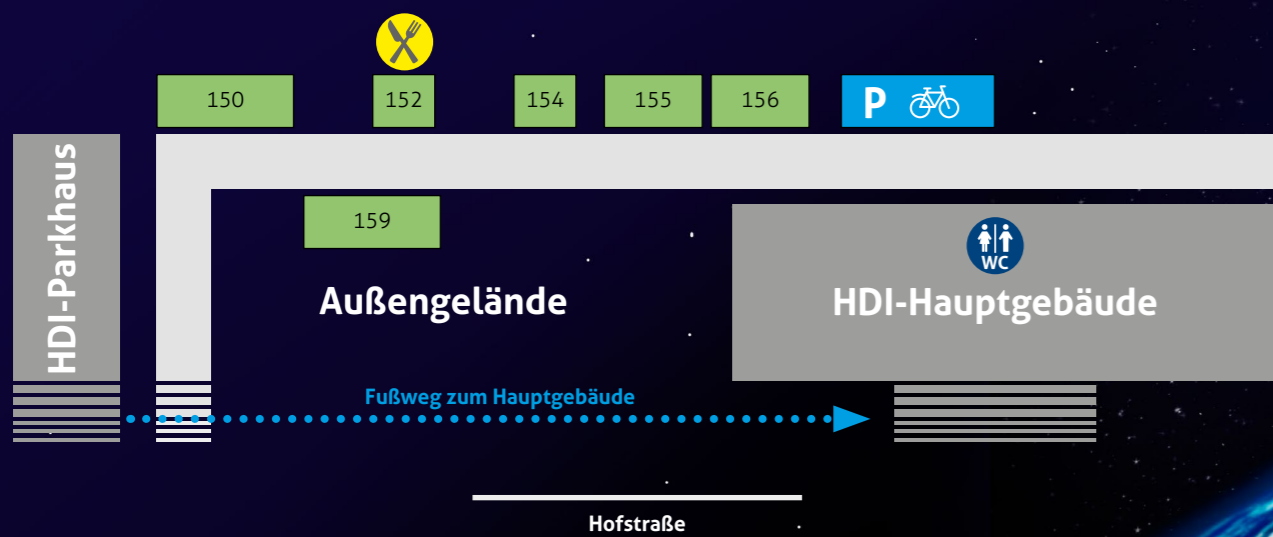 150
152
154
155
156
P
HDI-Parkhaus
159
WC
Außengelände
HDI-Hauptgebäude
Fußweg zum Hauptgebäude
Hofstraße